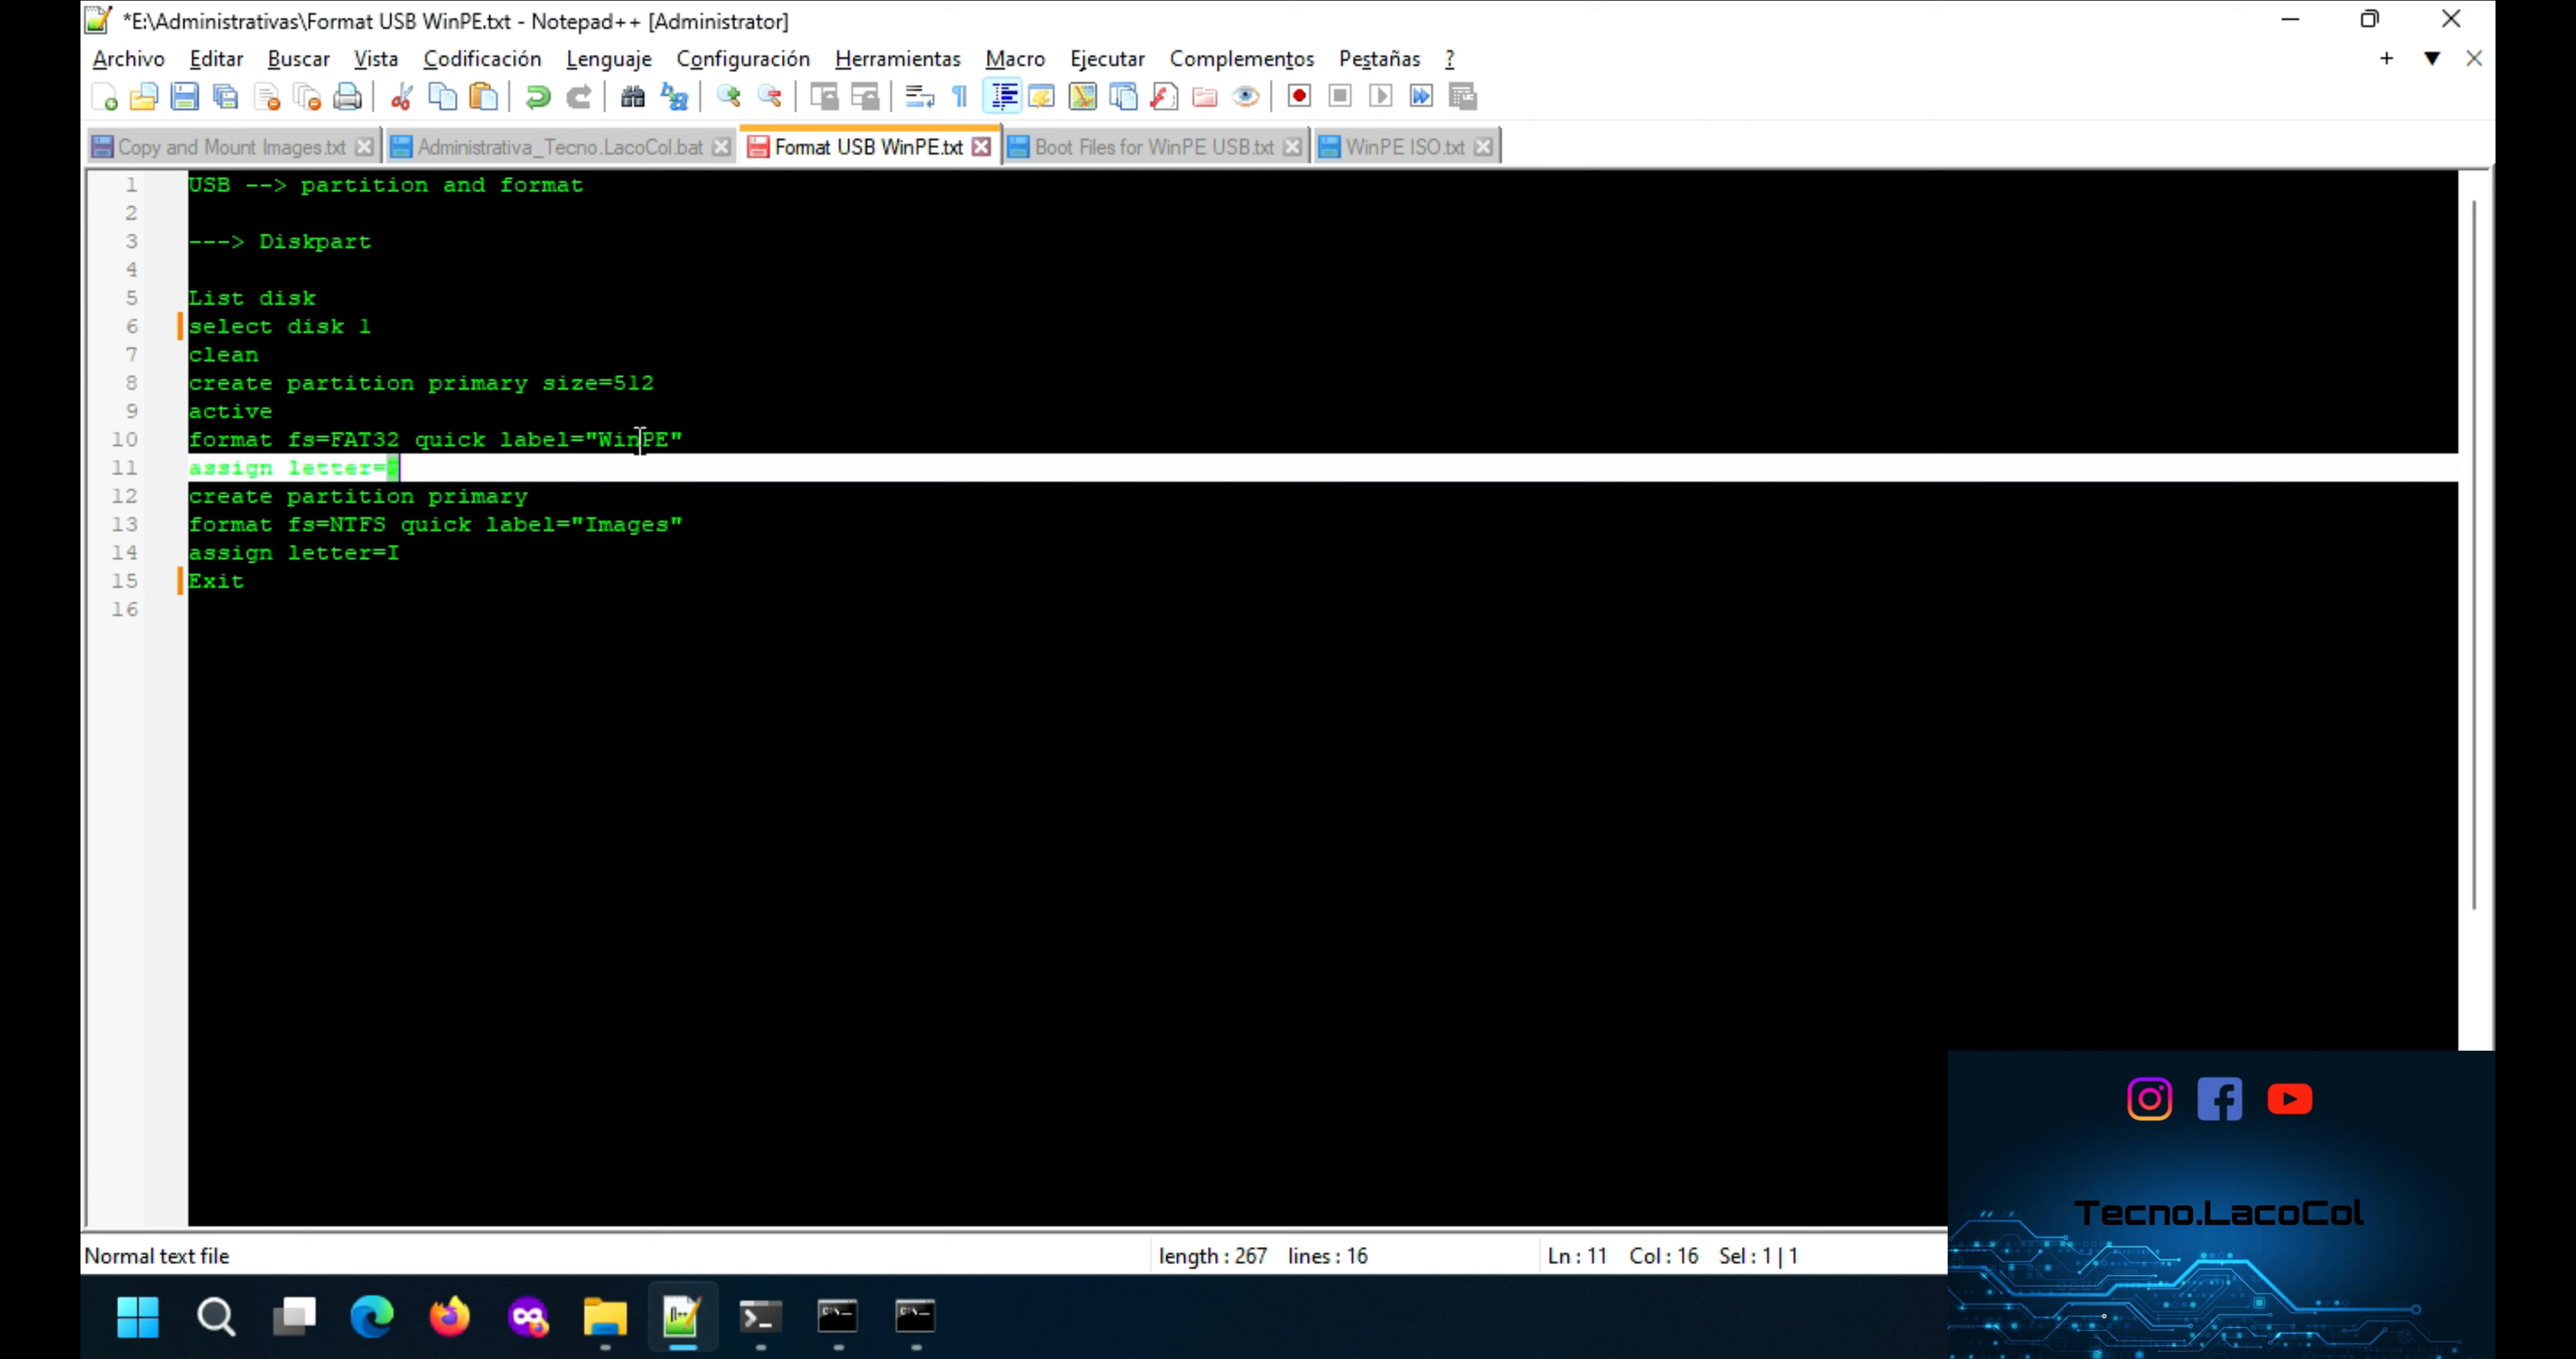 *E:\Administrativas\Format USB WinPE.txt - Notepad++ [Administrator]
Archivo Editar Buscar Vista Codificación Lenguaje Configuración Herramientas Macro Ejecutar Complementos Pestañas ?
Copy and Mount Images.txt Administrativa_Tecno.LacoCol.bat Format USB WinPE.txt Boot Files for WinPE USB.txt WinPE ISO.txt
1 USB --> partition and format
2
3 ---> Diskpart
4
5 List disk
6 select disk 1
7 clean
8 create partition primary size=512
9 active
10 format fs=FAT32 quick label="WinPE"
11 assign letter=
12 create partition primary
13 format fs=NTFS quick label="Images"
14 assign letter=I
15 Exit
16
Tecno.LacoCol
Normal text file length : 267 lines : 16 Ln : 11 Col : 16 Sel : 1 | 1